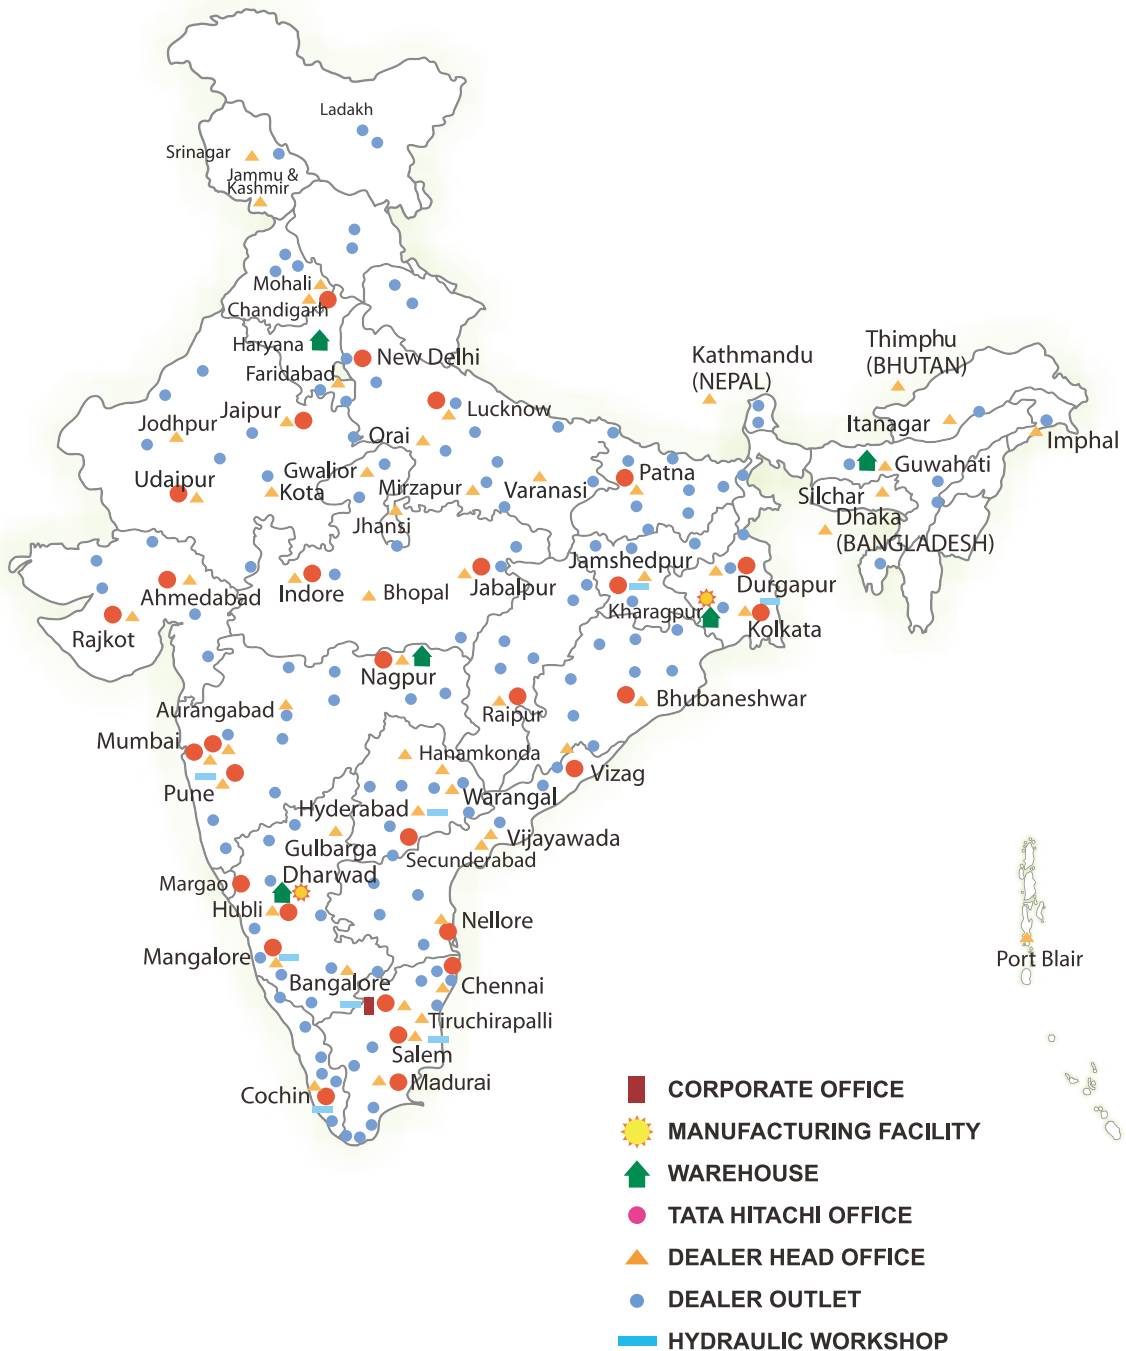 Ladakh
Srinagar
Jammu &
Kashmir
Mohali
Chandigarh
Haryana
New Delhi
Faridabad
Kathmandu
(NEPAL)
Thimphu
(BHUTAN)
Jodhpur
Jaipur
Lucknow
Orai
Itanagar
Imphal
Udaipur
Gwalior
Kota
Mirzapur
Varanasi
Patna
Guwahati
Silchar
Jhansi
Dhaka
(BANGLADESH)
Jamshedpur
Ahmedabad
Indore
Bhopal
Jabalpur
Durgapur
Kharagpur
Kolkata
Rajkot
Nagpur
Aurangabad
Raipur
Bhubaneshwar
Mumbai
Hanamkonda
Vizag
Pune
Hyderabad
Warangal
Gulbarga
Vijayawada
Secunderabad
Dharwad
Margao
Hubli
Nellore
Mangalore
Bangalore
Chennai
Port Blair
Tiruchirapalli
Salem
Madurai
Cochin
CORPORATE OFFICE
MANUFACTURING FACILITY
WAREHOUSE
TATA HITACHI OFFICE
DEALER HEAD OFFICE
DEALER OUTLET
HYDRAULIC WORKSHOP